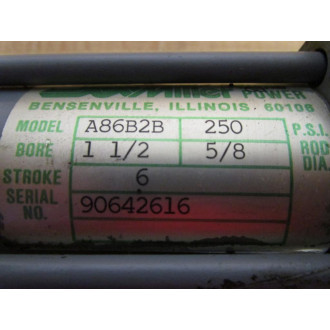 Miller POWER
BENSENVILLE, ILLINOIS 60106
MODEL A86B2B 250 P.S.I.
BORE 1 1/2 5/8 ROD DIA.
STROKE 6
SERIAL NO. 90642616